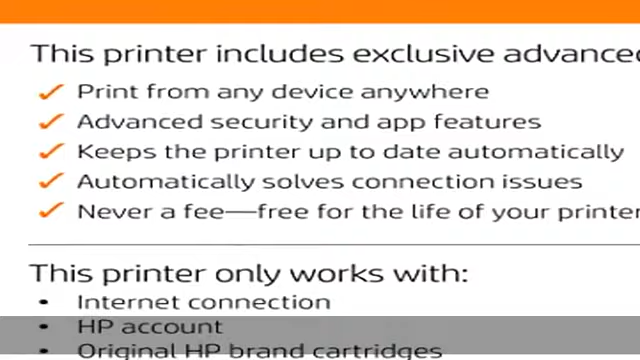 This printer includes exclusive advanced
Print from any device anywhere
Advanced security and app features
Keeps the printer up to date automatically
Automatically solves connection issues
Never a fee—free for the life of your printer
This printer only works with:
• Internet connection
• HP account
• Original HP brand cartridges